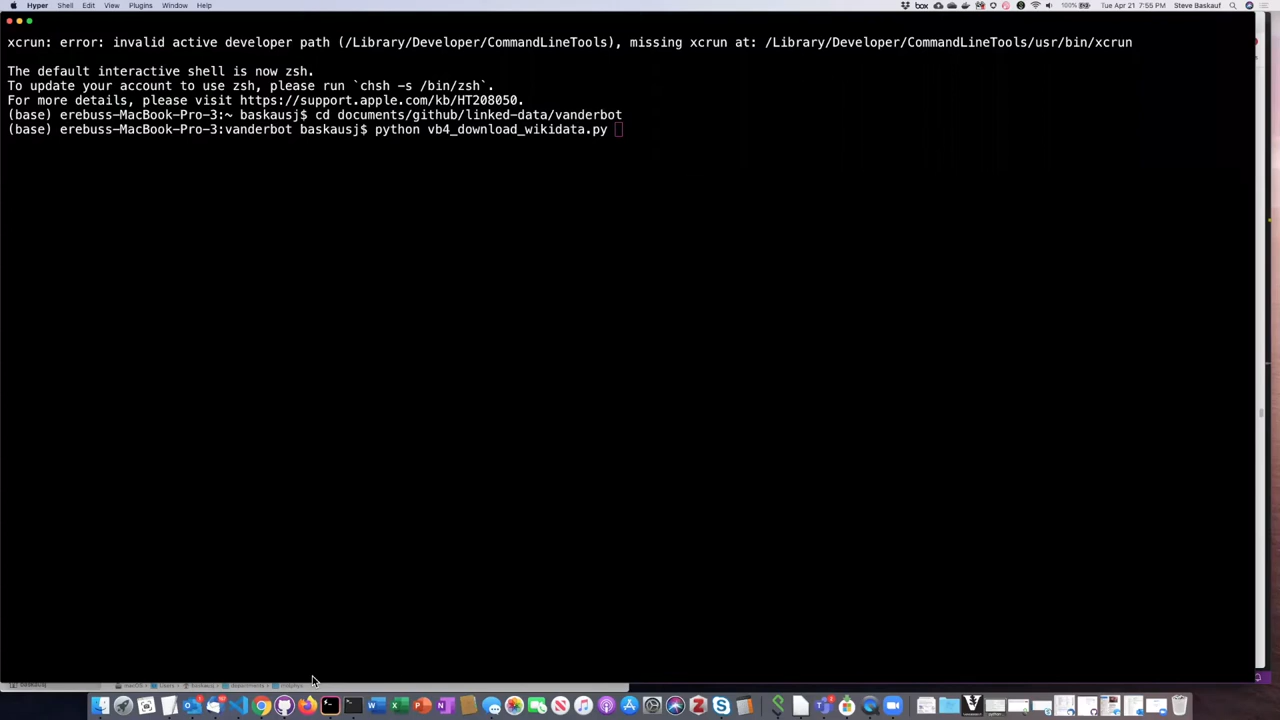 Hyper Shell Edit View Plugins Window Help
box 100% Tue Apr 21 7:55 PM Steve Baskauf
xcrun: error: invalid active developer path (/Library/Developer/CommandLineTools), missing xcrun at: /Library/Developer/CommandLineTools/usr/bin/xcrun
The default interactive shell is now zsh.
To update your account to use zsh, please run `chsh -s /bin/zsh`.
For more details, please visit https://support.apple.com/kb/HT208050.
(base) erebuss-MacBook-Pro-3:~ baskausj$ cd documents/github/linked-data/vanderbot
(base) erebuss-MacBook-Pro-3:vanderbot baskausj$ python vb4_download_wikidata.py